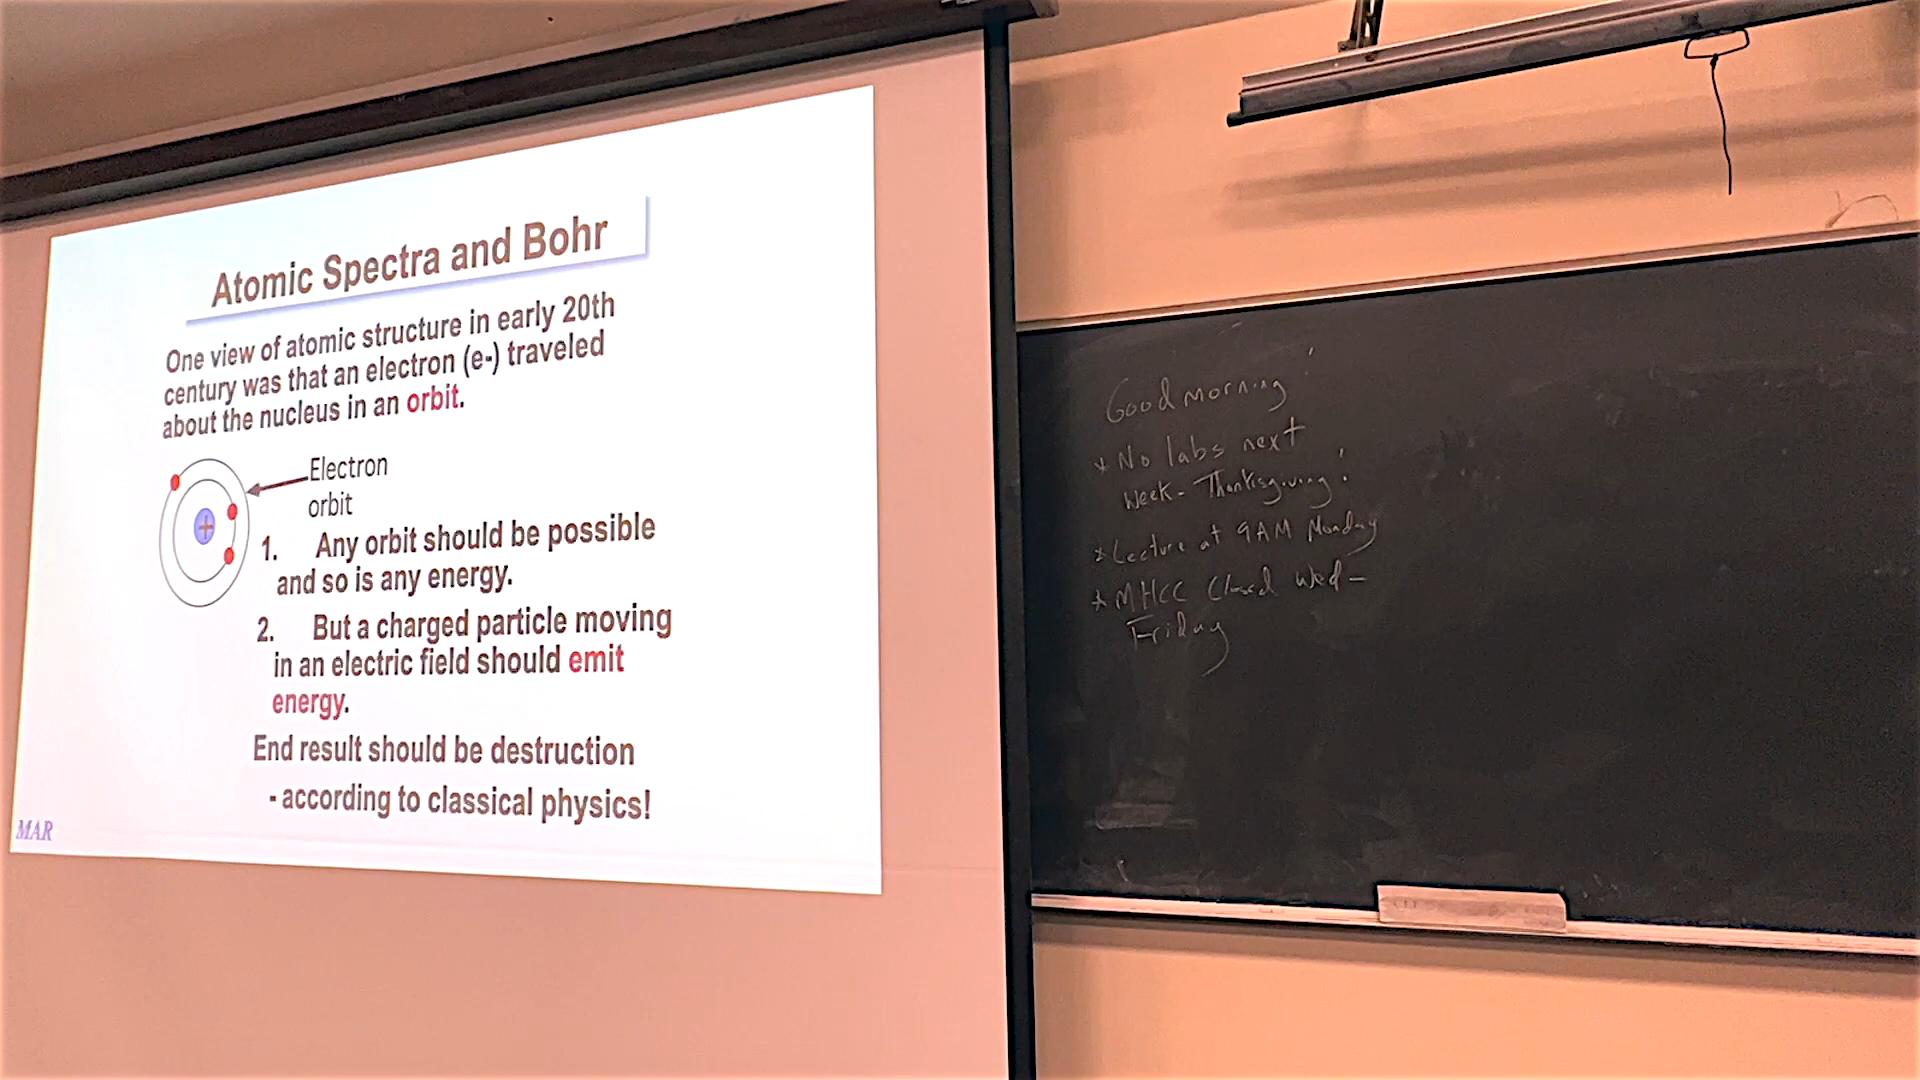 Atomic Spectra and Bohr
One view of atomic structure in early 20th
century was that an electron (e-) traveled
about the nucleus in an orbit.
Electron
orbit
+
1. Any orbit should be possible
and so is any energy.
2. But a charged particle moving
in an electric field should emit
energy.
End result should be destruction
- according to classical physics!
MAR
Good morning!
* No labs next
week - Thanksgiving!
* Lecture at 9AM Monday
* MHCC Closed Wed -
Friday